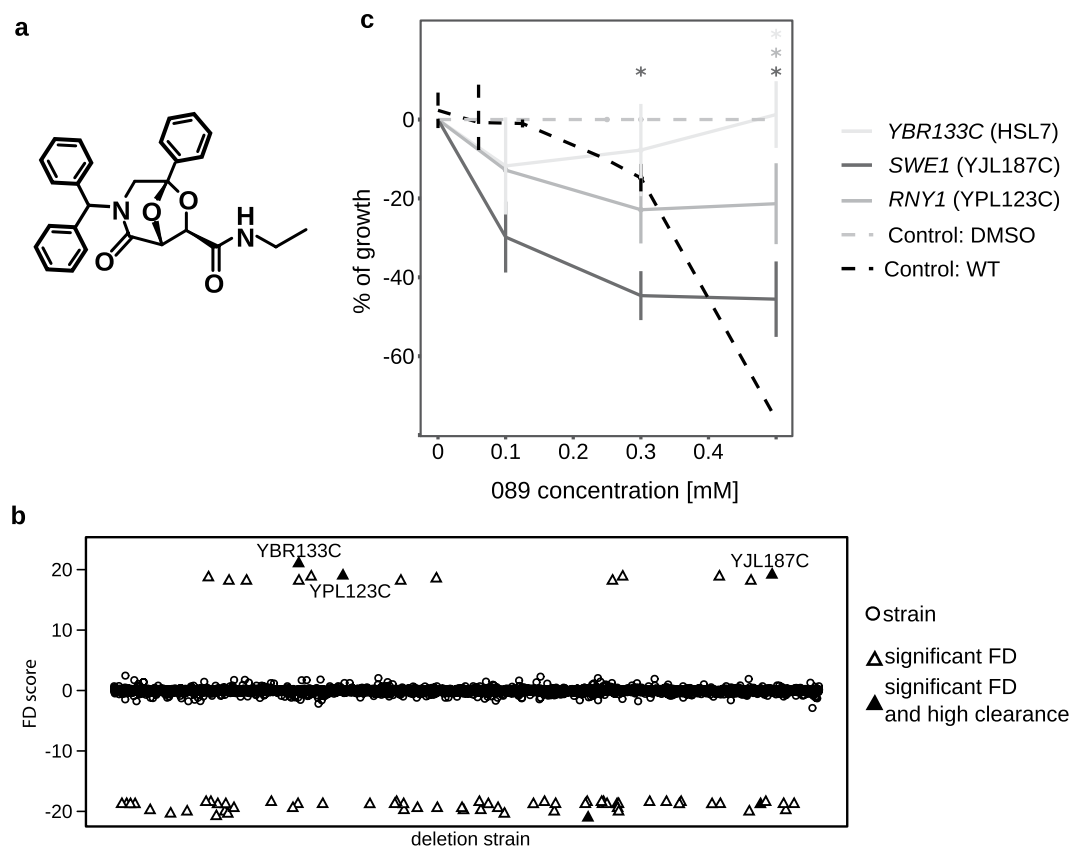 a
O
O
N
O
O
H
N
c
*
*
* *
0
-20
-40
-60
% of growth
0 0.1 0.2 0.3 0.4
089 concentration [mM]
YBR133C (HSL7)
SWE1 (YJL187C)
RNY1 (YPL123C)
Control: DMSO
Control: WT
b
20
10
0
-10
-20
FD score
YBR133C
YPL123C
YJL187C
deletion strain
strain
significant FD
significant FD
and high clearance